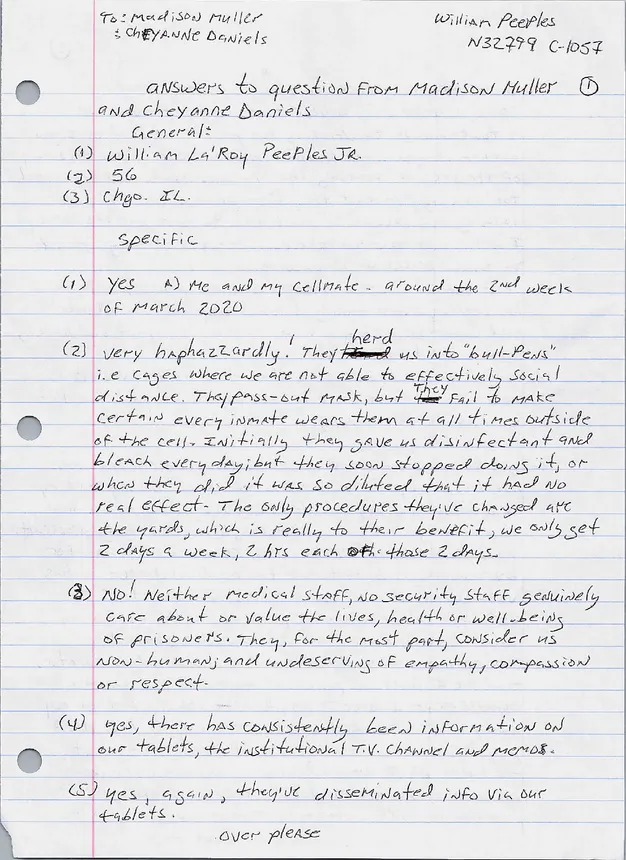 To: Madison Muller
: Cheyanne Daniels
William Peeples
N32799 C-1057
answers to question from Madison Muller ①
and Cheyanne Daniels
General:
(1) William La'Roy Peeples Jr.
(2) 56
(3) Chgo. IL.
Specific
(1) yes A) Me and my cellmate - around the 2nd week
of March 2020
(2) very haphazzardly! They herd us into "bull-Pens"
i.e cages where we are not able to effectively social
distance. They pass-out mask, but They fail to make
certain every inmate wears them at all times outside
of the cell. Initially they gave us disinfectant and
bleach every day; but they soon stopped doing it, or
when they did it was so diluted that it had no
real effect. The only procedures they've changed are
the yards, which is really to their benefit, we only get
2 days a week, 2 hrs each of those 2 days.
(3) NO! Neither medical staff, no security staff genuinely
care about or value the lives, health or well-being
of prisoners. They, for the most part, consider us
non-human; and undeserving of empathy, compassion
or respect.
(4) yes, there has consistently been information on
our tablets, the institutional T.V. channel and memos.
(5) yes, again, they've disseminated info via our
tablets.
over please